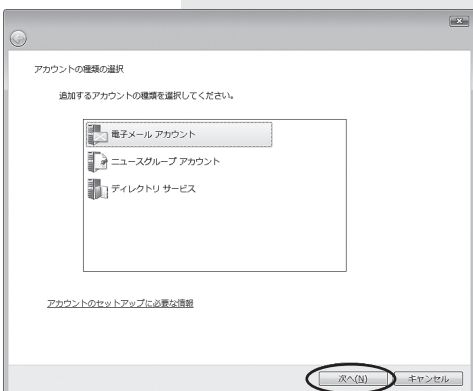 アカウントの種類の選択
追加するアカウントの種類を選択してください。
電子メール アカウント
ニュースグループ アカウント
ディレクトリ サービス
アカウントのセットアップに必要な情報
次へ(N)
キャンセル